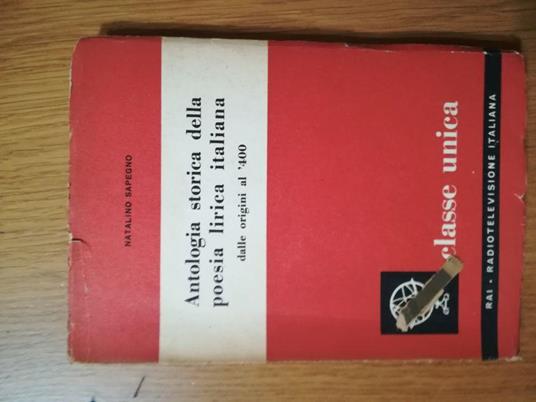 NATALINO SAPEGNO
Antologia storica della
poesia lirica italiana
dalle origini al '400
classe unica
RAI • RADIOTELEVISIONE ITALIANA